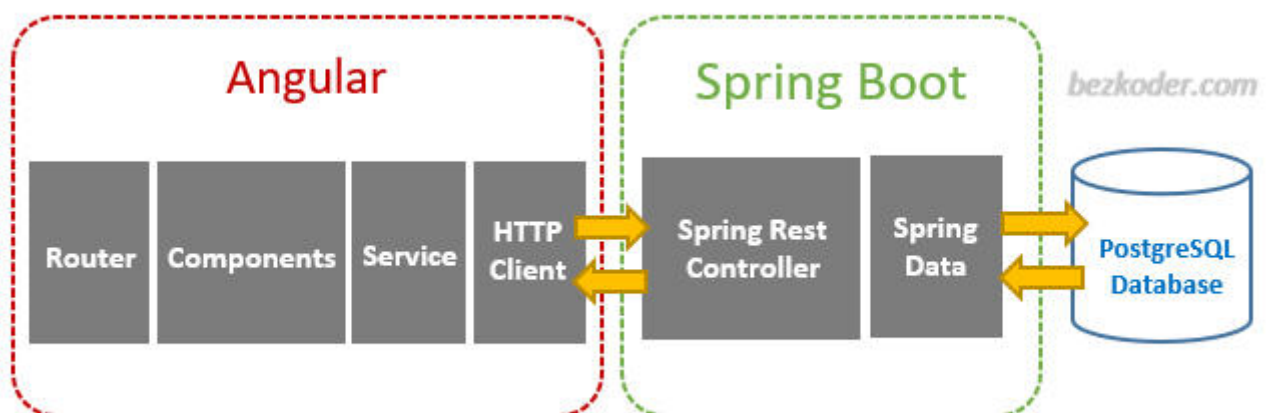 Angular
Spring Boot
bezkoder.com
Router
Components
Service
HTTP
Client
Spring Rest
Controller
Spring
Data
PostgreSQL
Database